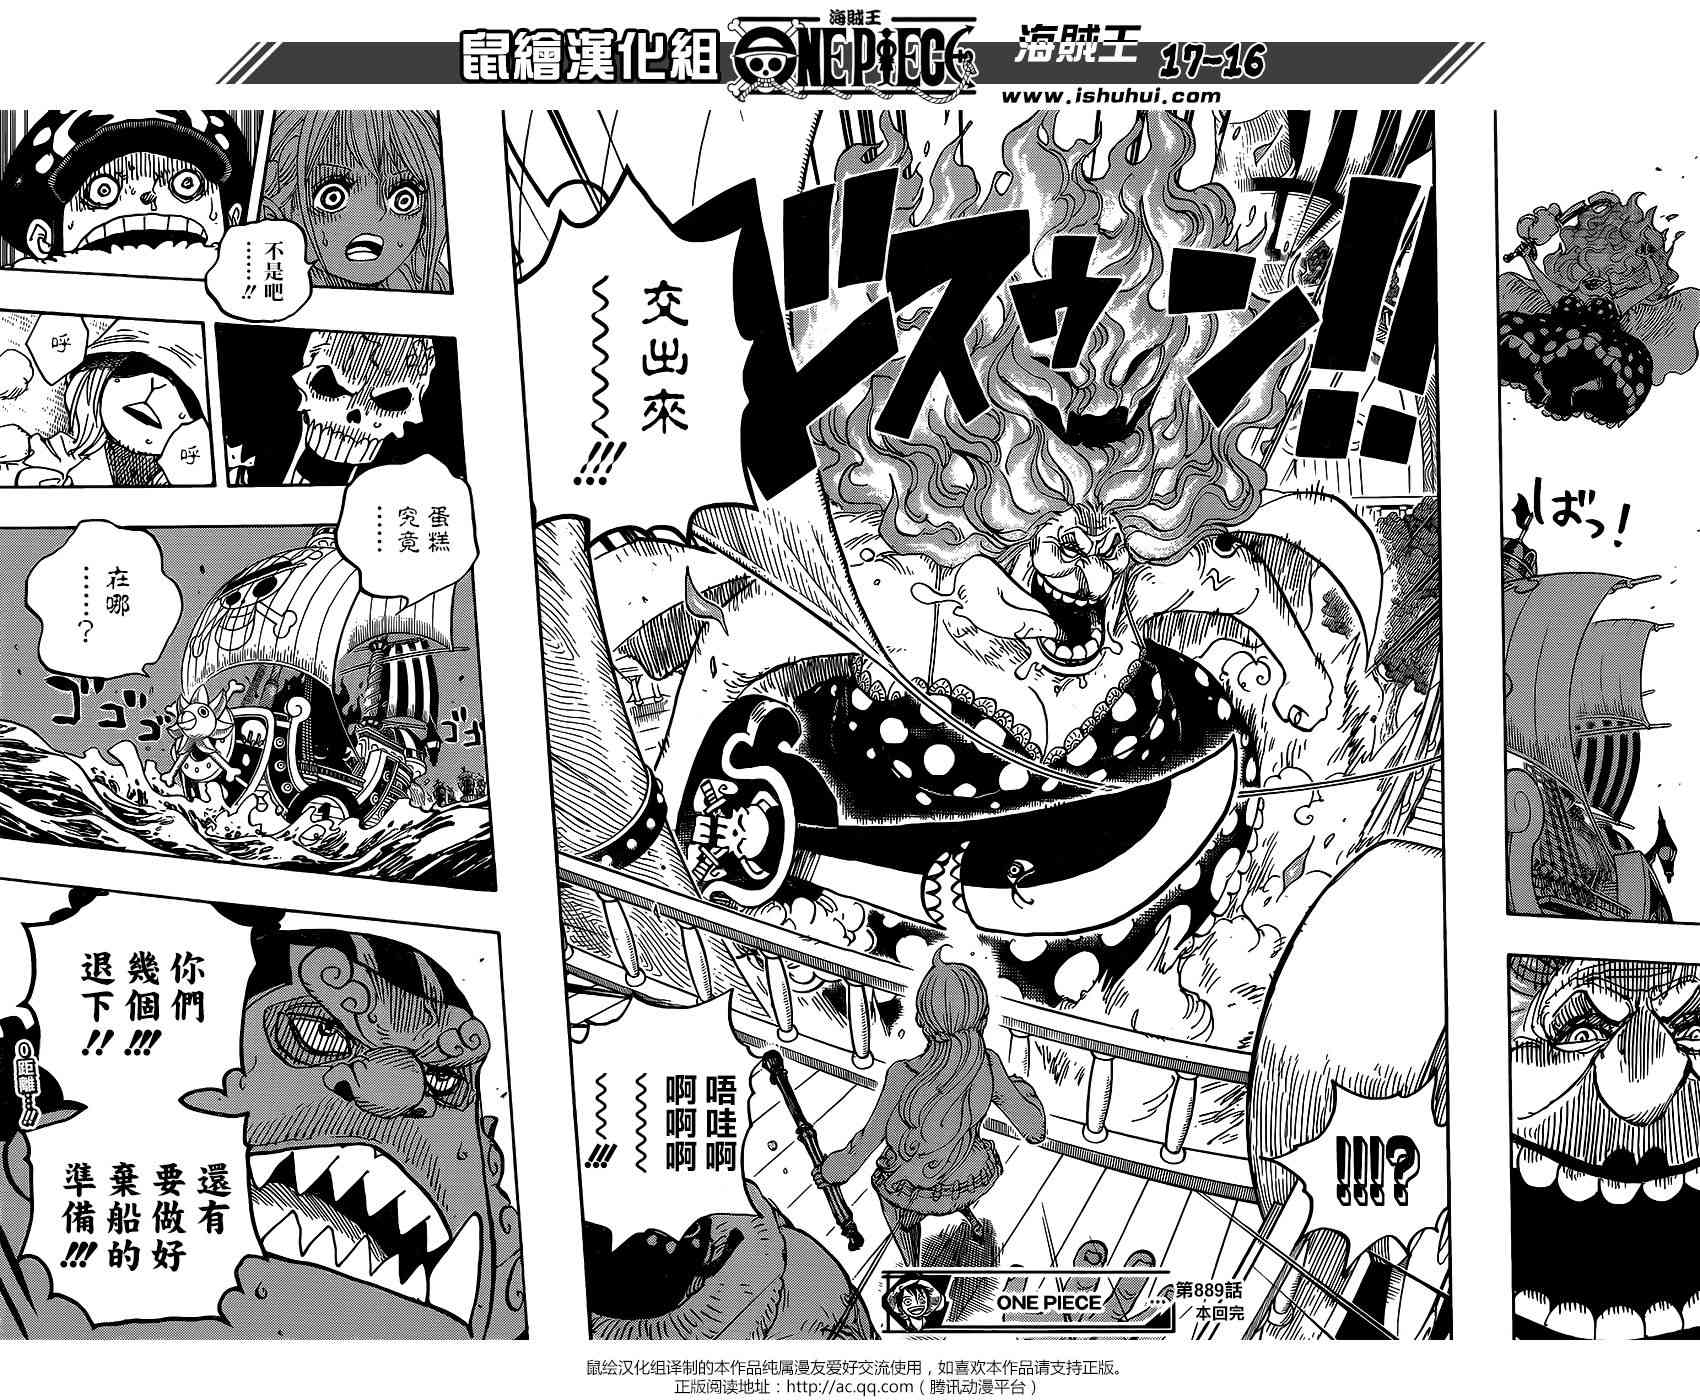 鼠繪漢化組
海賊王
ONE PIECE
海賊王
17-16
www.ishuhui.com
ばっ!
ドスゥン!!
交出來
~~~~~!!!
!!!?
唔哇啊
啊啊啊
~~~~
~~~~!!!
第889話
ONE PIECE
…
／本回完
不是吧
………!!
呼
呼
蛋糕
究竟
……
在哪
………?
ゴゴゴ
ゴゴゴ
你們
幾個
退下
!! !!!
還有
要做好
棄船的
準備!!!
0距離…!!
鼠绘汉化组译制的本作品纯属漫友爱好交流使用，如喜欢本作品请支持正版。
正版阅读地址：http://ac.qq.com（腾讯动漫平台）